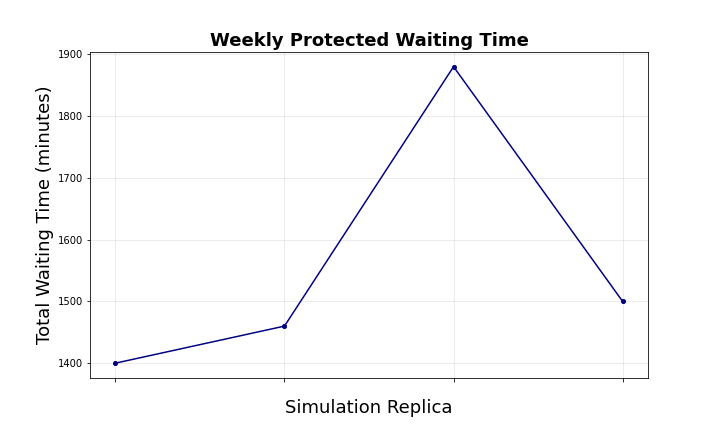 Weekly Protected Waiting Time
Total Waiting Time (minutes)
1900
1800
1700
1600
1500
1400
Simulation Replica